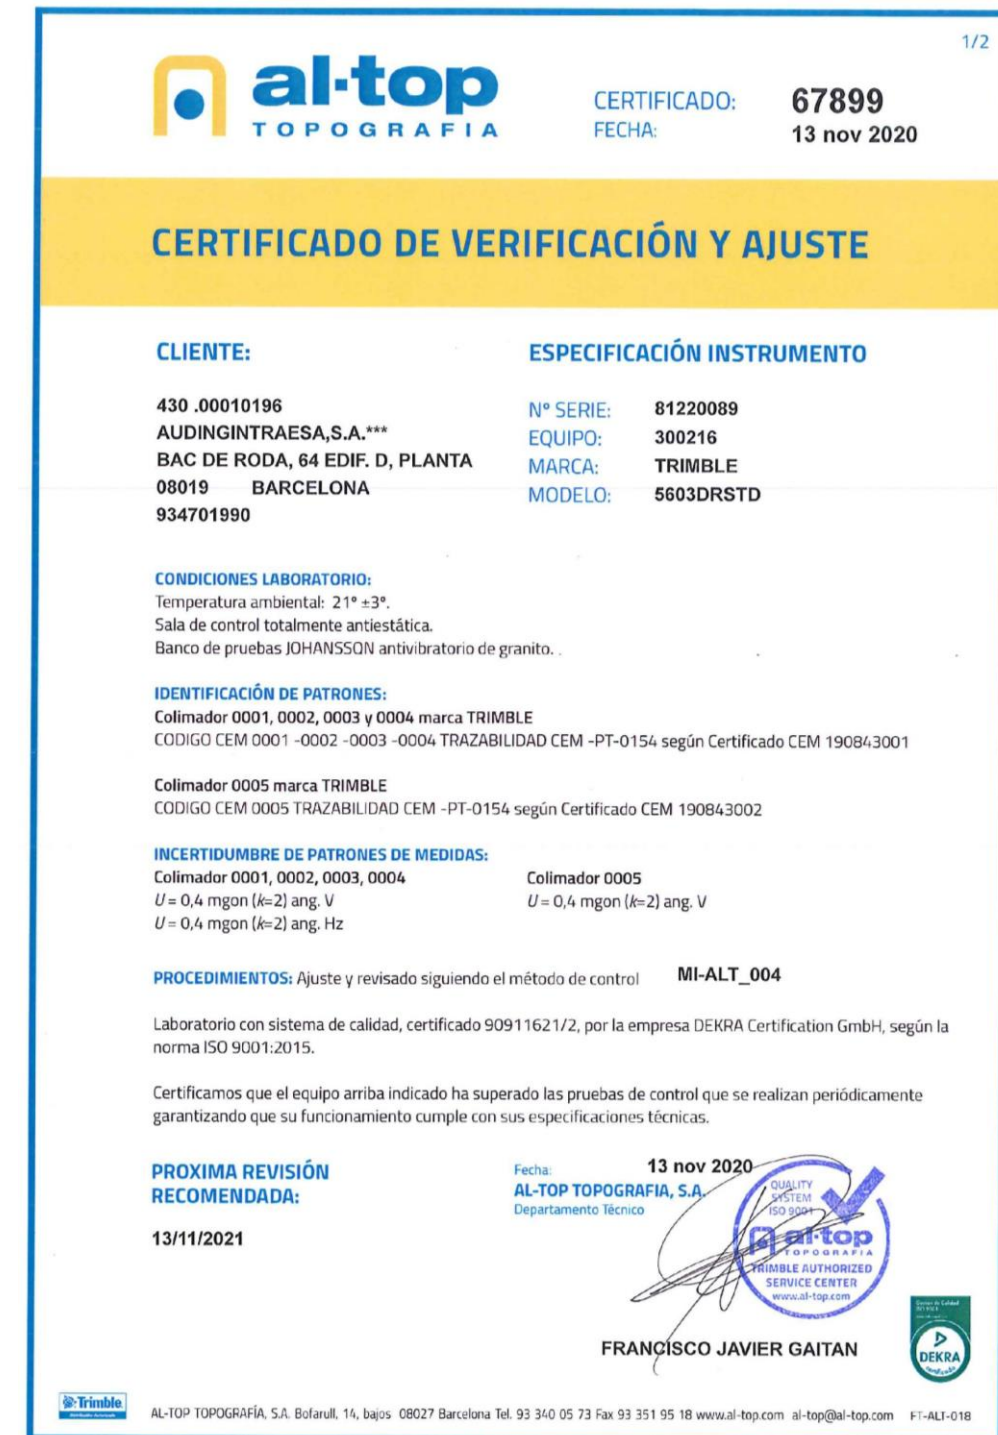 1/2
al-top
TOPOGRAFIA
CERTIFICADO: 67899
FECHA: 13 nov 2020
CERTIFICADO DE VERIFICACIÓN Y AJUSTE
CLIENTE:
430 .00010196
AUDINGINTRAESA,S.A.***
BAC DE RODA, 64 EDIF. D, PLANTA
08019 BARCELONA
934701990
ESPECIFICACIÓN INSTRUMENTO
Nº SERIE: 81220089
EQUIPO: 300216
MARCA: TRIMBLE
MODELO: 5603DRSTD
CONDICIONES LABORATORIO:
Temperatura ambiental: 21º ±3º.
Sala de control totalmente antiestática.
Banco de pruebas JOHANSSON antivibratorio de granito. .
IDENTIFICACIÓN DE PATRONES:
Colimador 0001, 0002, 0003 y 0004 marca TRIMBLE
CODIGO CEM 0001 -0002 -0003 -0004 TRAZABILIDAD CEM -PT-0154 según Certificado CEM 190843001
Colimador 0005 marca TRIMBLE
CODIGO CEM 0005 TRAZABILIDAD CEM -PT-0154 según Certificado CEM 190843002
INCERTIDUMBRE DE PATRONES DE MEDIDAS:
Colimador 0001, 0002, 0003, 0004
U = 0,4 mgon (k=2) ang. V
U = 0,4 mgon (k=2) ang. Hz
Colimador 0005
U = 0,4 mgon (k=2) ang. V
PROCEDIMIENTOS: Ajuste y revisado siguiendo el método de control MI-ALT_004
Laboratorio con sistema de calidad, certificado 90911621/2, por la empresa DEKRA Certification GmbH, según la
norma ISO 9001:2015.
Certificamos que el equipo arriba indicado ha superado las pruebas de control que se realizan periódicamente
garantizando que su funcionamiento cumple con sus especificaciones técnicas.
PROXIMA REVISIÓN
RECOMENDADA:
13/11/2021
Fecha: 13 nov 2020
AL-TOP TOPOGRAFIA, S.A.
Departamento Técnico
QUALITY
SYSTEM
ISO 9001
al-top
TOPOGRAFIA
TRIMBLE AUTHORIZED
SERVICE CENTER
www.al-top.com
FRANCISCO JAVIER GAITAN
DEKRA
Trimble
AL-TOP TOPOGRAFÍA, S.A. Bofarull, 14, bajos 08027 Barcelona Tel. 93 340 05 73 Fax 93 351 95 18 www.al-top.com al-top@al-top.com FT-ALT-018